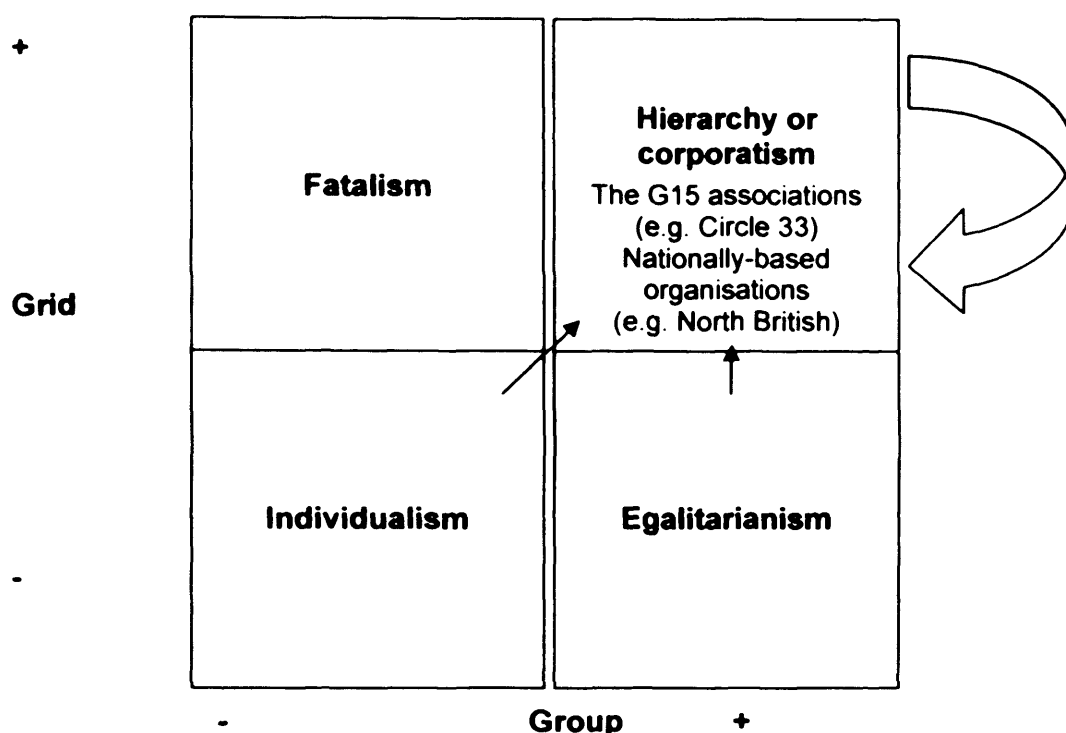 +
Hierarchy or
corporatism
Fatalism
The G15 associations
(e.g. Circle 33)
Nationally-based
organisations
(e.g. North British)
Grid
Individualism
Egalitarianism
-
- Group +